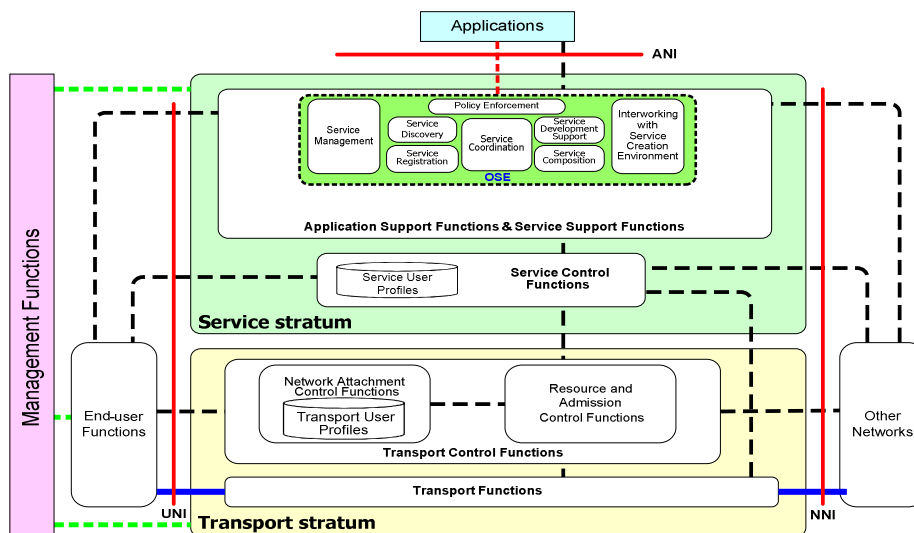 Applications
ANI
Policy Enforcement
Service
Management
Service
Discovery
Service
Registration
Service
Coordination
Service
Development
Support
Service
Composition
Interworking
with
Service
Creation
Environment
OSE
Application Support Functions & Service Support Functions
Service User
Profiles
Service Control
Functions
Service stratum
Management Functions
End-user
Functions
Network Attachment
Control Functions
Transport User
Profiles
Resource and
Admission
Control Functions
Transport Control Functions
Other
Networks
Transport Functions
UNI
Transport stratum
NNI